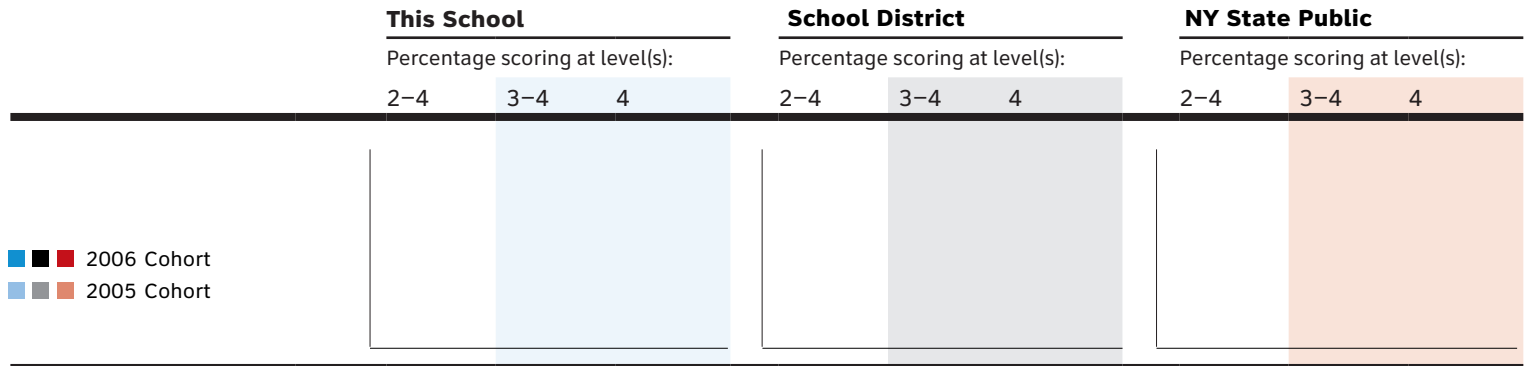 This School School District NY State Public
Percentage scoring at level(s): Percentage scoring at level(s): Percentage scoring at level(s):
2–4 3–4 4 2–4 3–4 4 2–4 3–4 4
2006 Cohort
2005 Cohort